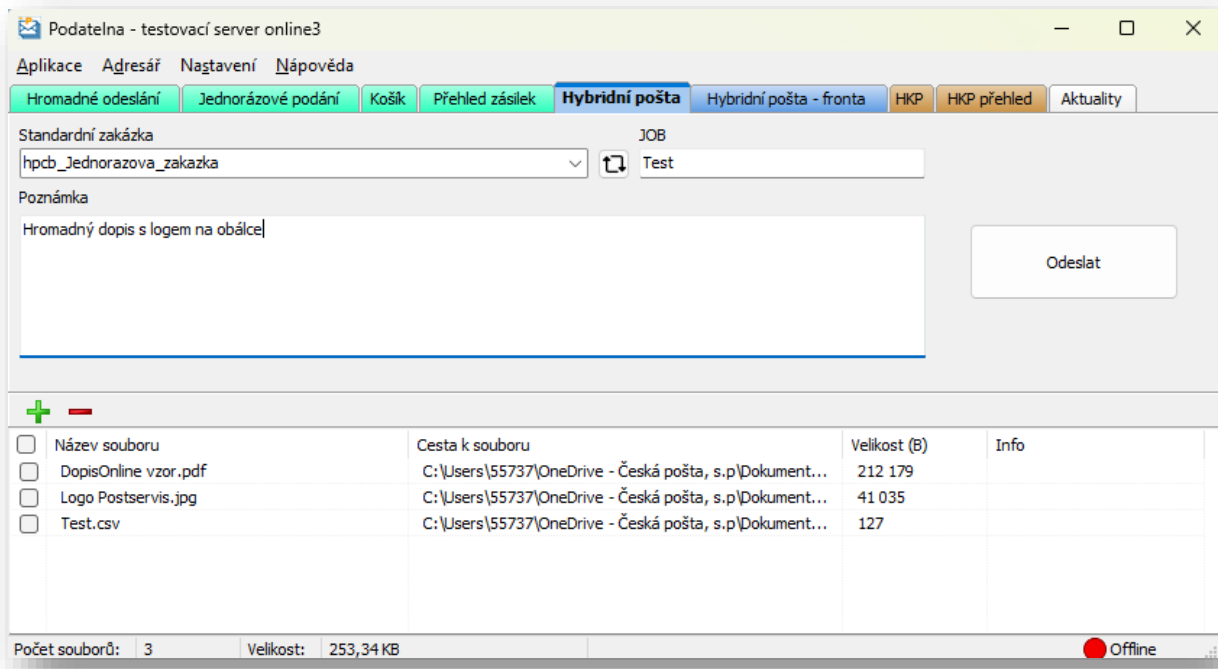 Podatelna - testovací server online3
Aplikace Adresář Nastavení Nápověda
Hromadné odeslání Jednorázové podání Košík Přehled zásilek Hybridní pošta Hybridní pošta - fronta HKP HKP přehled Aktuality
Standardní zakázka JOB
hpcb_Jednorazova_zakazka Test
Poznámka
Hromadný dopis s logem na obálce
Odeslat
Název souboru Cesta k souboru Velikost (B) Info
DopisOnline vzor.pdf C:\Users\55737\OneDrive - Česká pošta, s.p\Dokument... 212 179
Logo Postservis.jpg C:\Users\55737\OneDrive - Česká pošta, s.p\Dokument... 41 035
Test.csv C:\Users\55737\OneDrive - Česká pošta, s.p\Dokument... 127
Počet souborů: 3 Velikost: 253,34 KB Offline